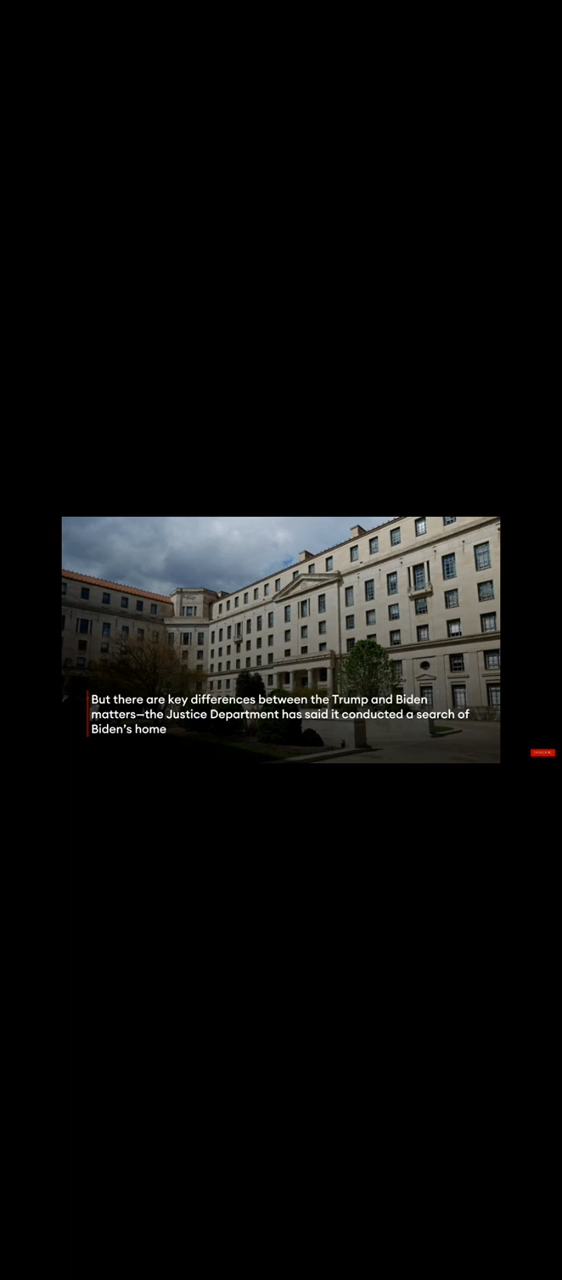 But there are key differences between the Trump and Biden
matters—the Justice Department has said it conducted a search of
Biden's home